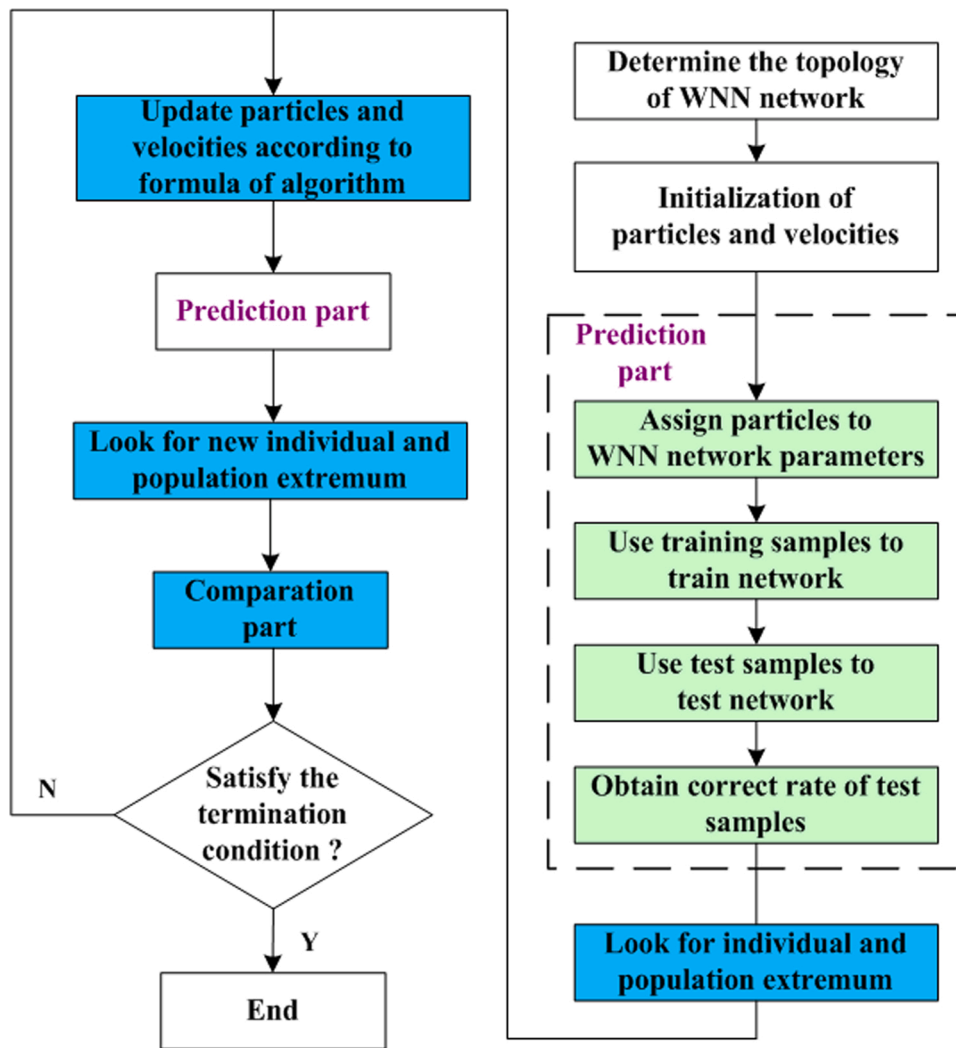 Determine the topology
of WNN network
Initialization of
particles and velocities
Prediction
part
Assign particles to
WNN network parameters
Use training samples to
train network
Use test samples to
test network
Obtain correct rate of test
samples
Look for individual and
population extremum
Update particles and
velocities according to
formula of algorithm
Prediction part
Look for new individual and
population extremum
Comparation
part
Satisfy the
termination
condition ?
N
Y
End